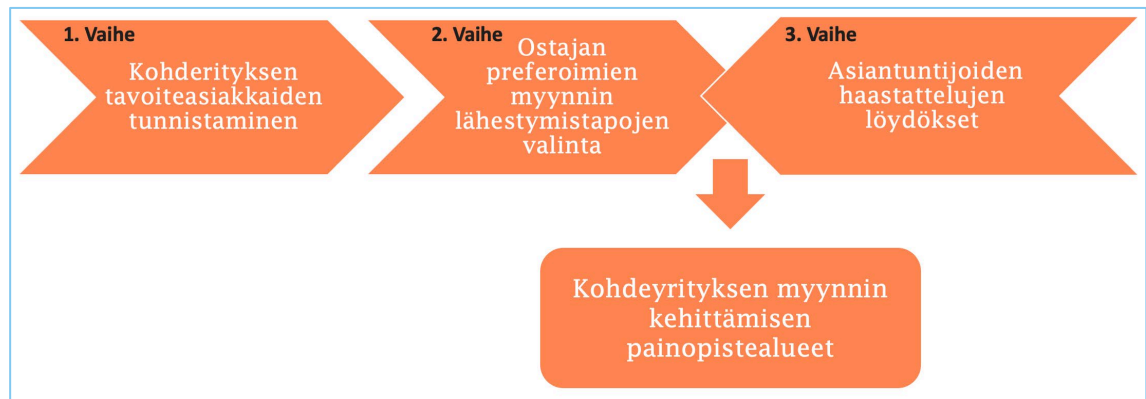 1. Vaihe
Kohderityksen
tavoiteasiakkaiden
tunnistaminen
2. Vaihe
Ostajan
preferoimien
myynnin
lähestymistapojen
valinta
3. Vaihe
Asiantuntijoiden
haastattelujen
löydökset
Kohdeyrityksen myynnin
kehittämisen
painopistealueet